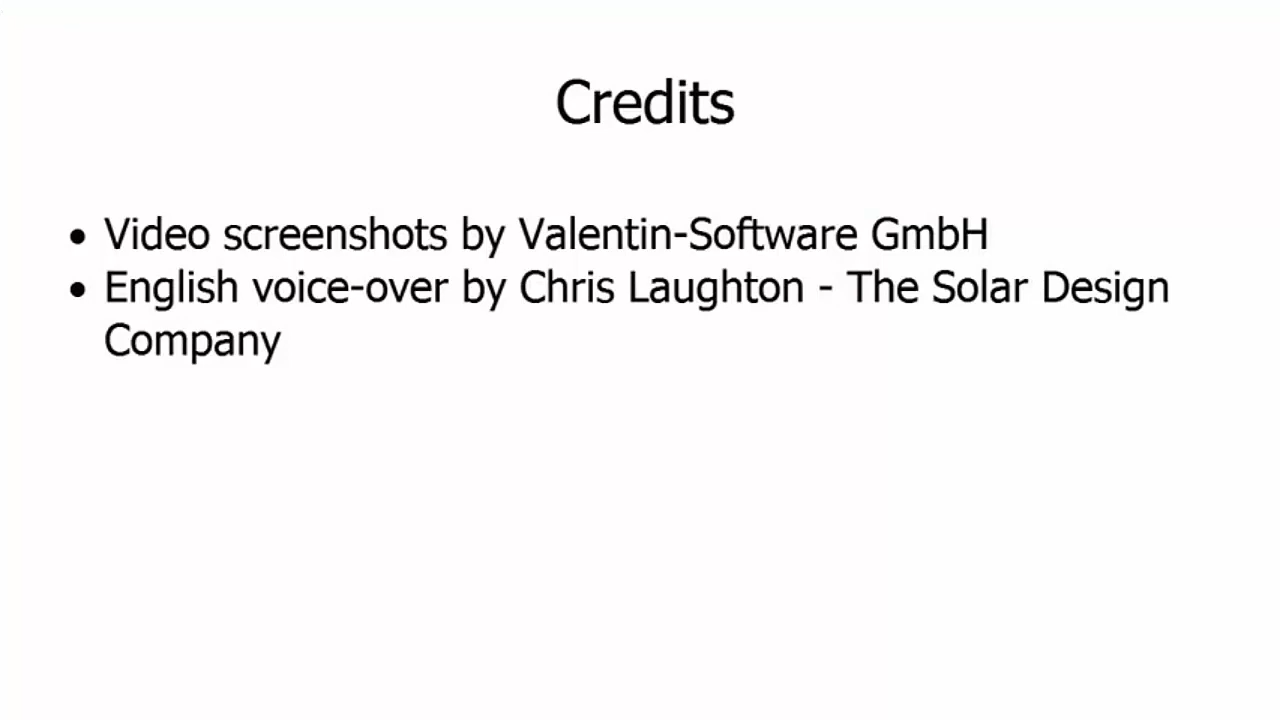 Credits
• Video screenshots by Valentin-Software GmbH
• English voice-over by Chris Laughton - The Solar Design
Company